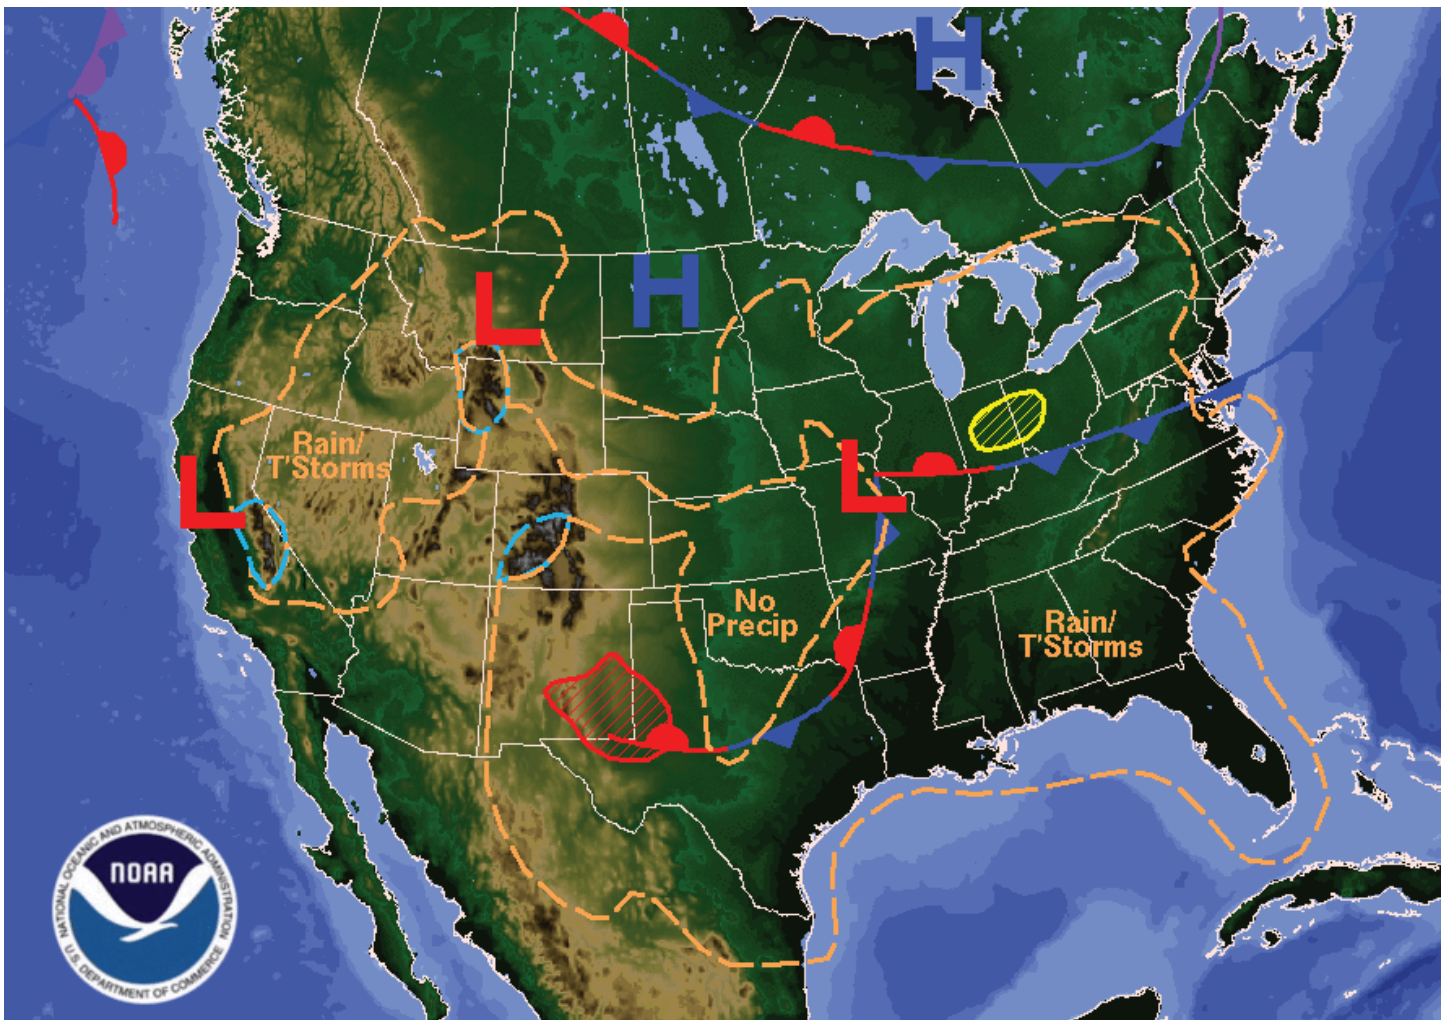 H
H
L
Rain/
T'Storms
L
L
No
Precip
Rain/
T'Storms
NATIONAL OCEANIC AND ATMOSPHERIC ADMINISTRATION
NOAA
U.S. DEPARTMENT OF COMMERCE